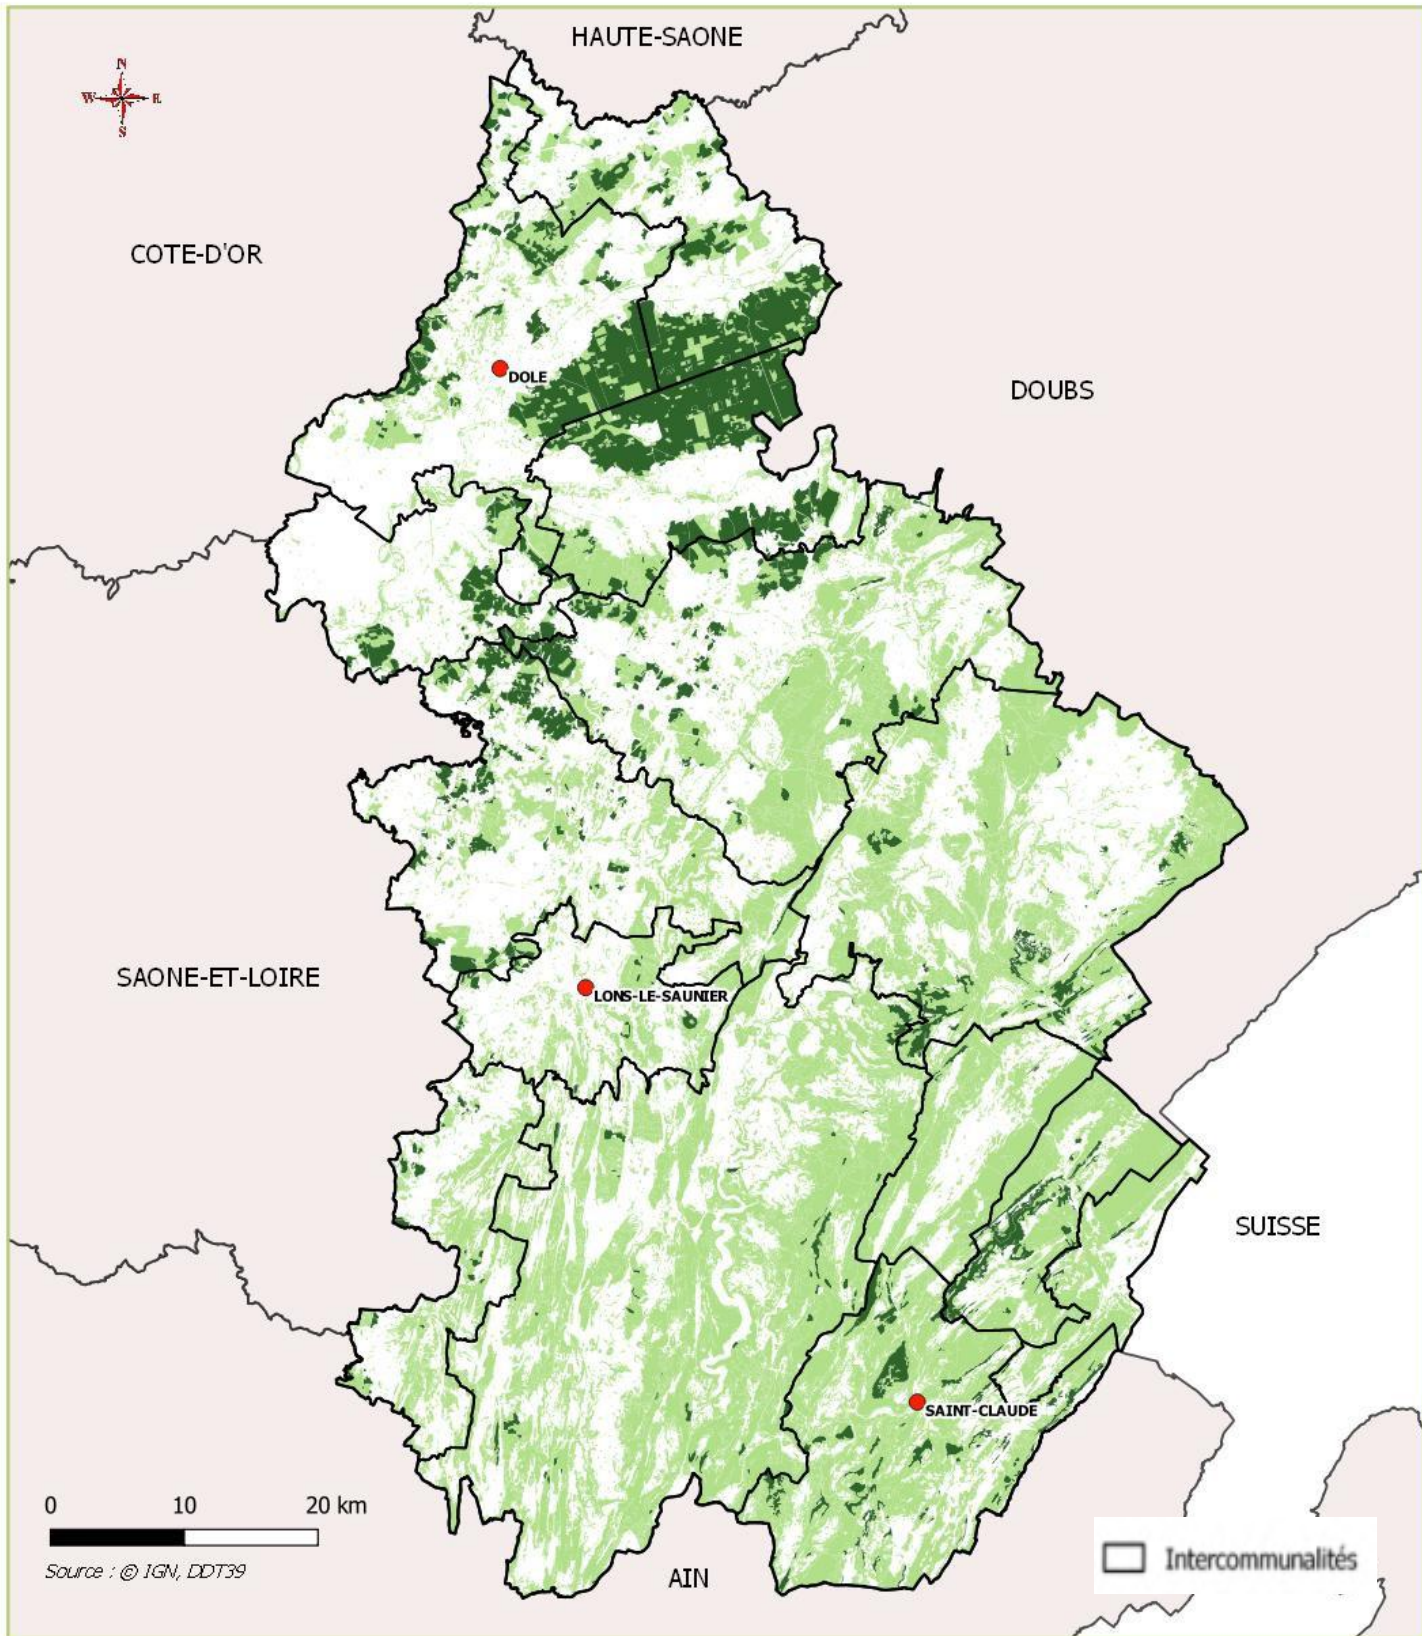 HAUTE-SAONE
N
W E
S
COTE-D'OR
DOLE
DOUBS
SAONE-ET-LOIRE
LONS-LE-SAUNIER
SUISSE
SAINT-CLAUDE
0 10 20 km
Source : © IGN, DDT39
AIN
Intercommunalités